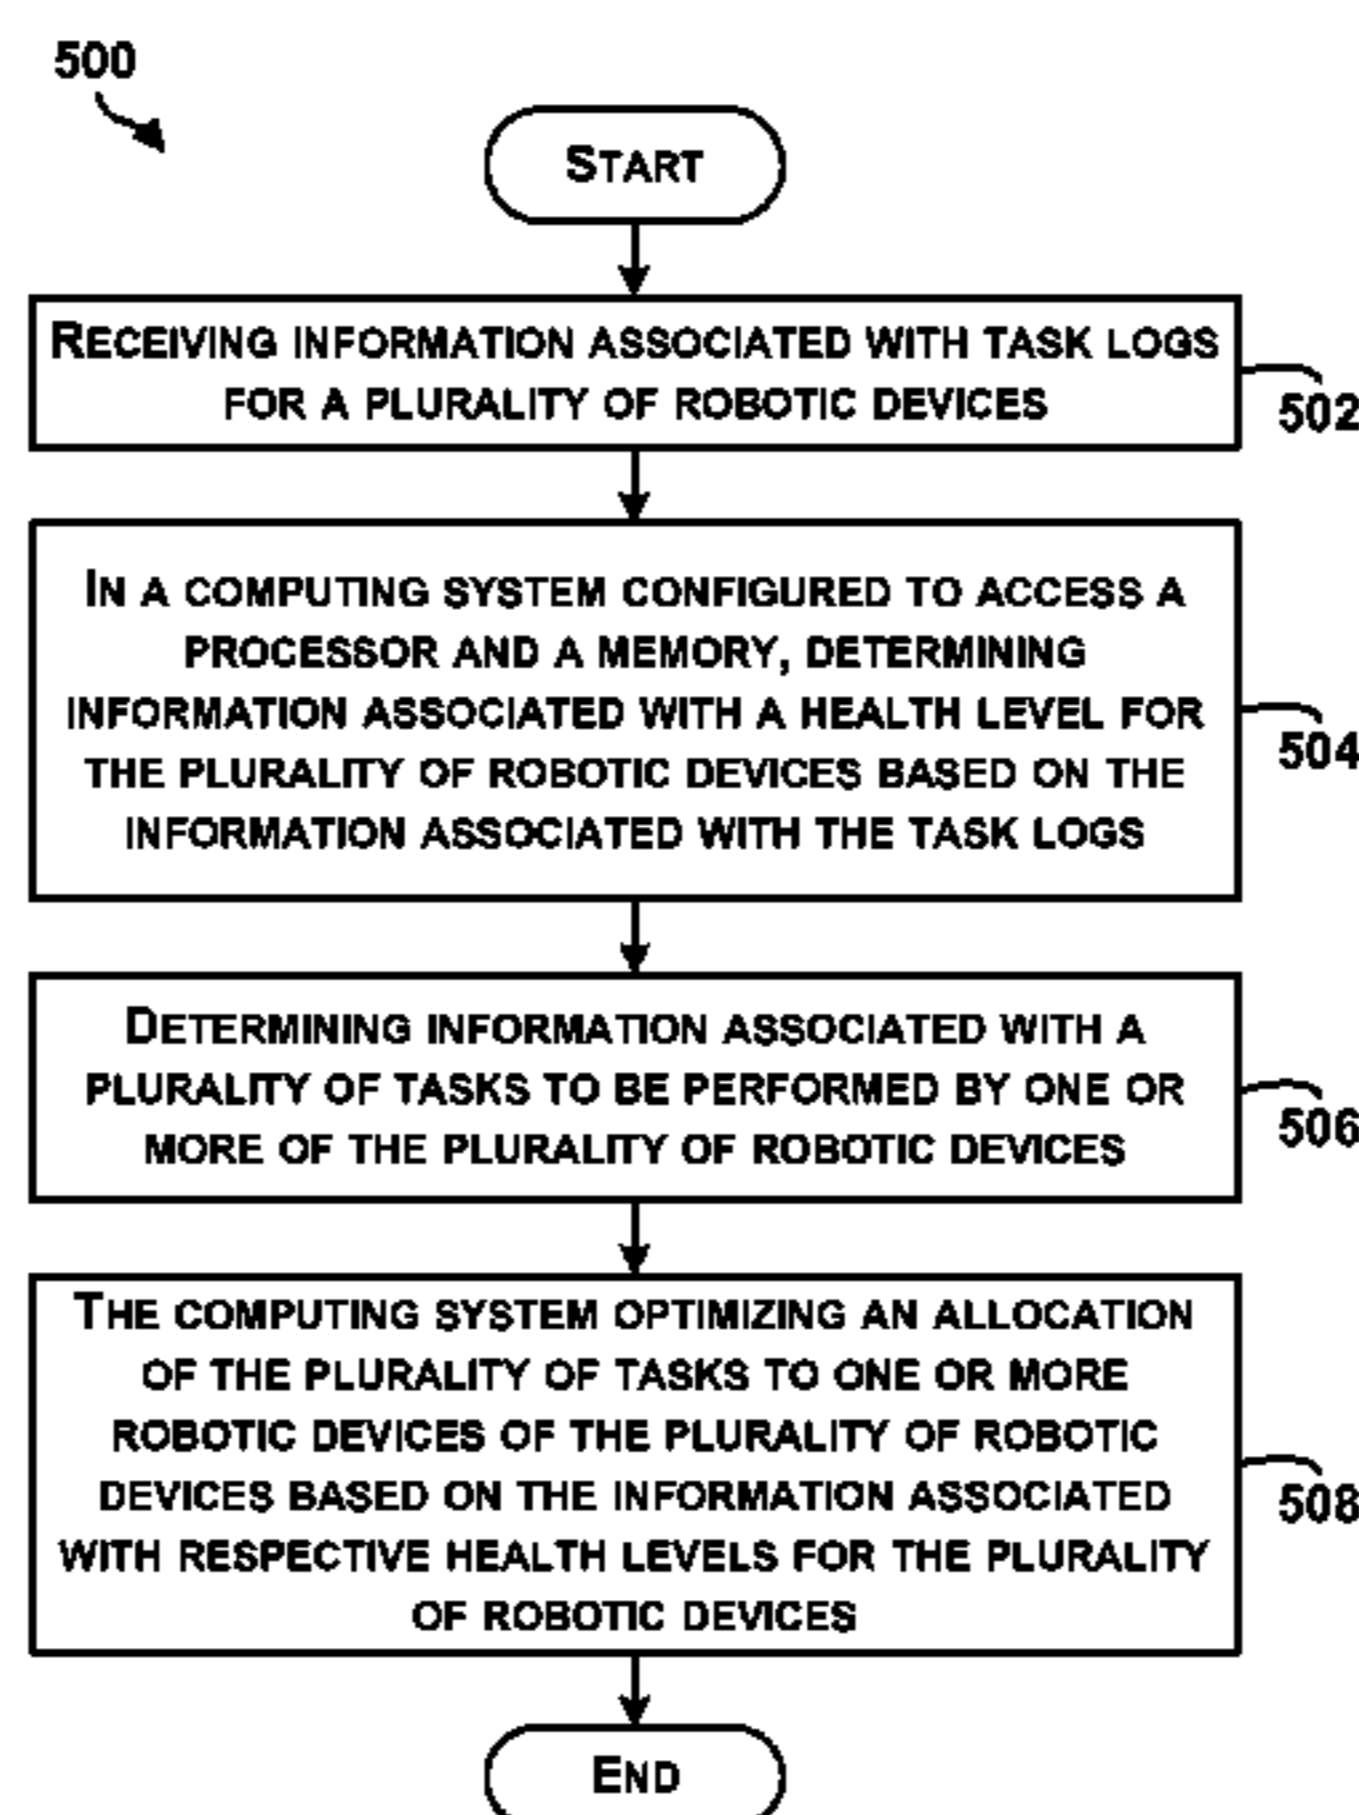 500
START
RECEIVING INFORMATION ASSOCIATED WITH TASK LOGS
FOR A PLURALITY OF ROBOTIC DEVICES
502
IN A COMPUTING SYSTEM CONFIGURED TO ACCESS A
PROCESSOR AND A MEMORY, DETERMINING
INFORMATION ASSOCIATED WITH A HEALTH LEVEL FOR
THE PLURALITY OF ROBOTIC DEVICES BASED ON THE
INFORMATION ASSOCIATED WITH THE TASK LOGS
504
DETERMINING INFORMATION ASSOCIATED WITH A
PLURALITY OF TASKS TO BE PERFORMED BY ONE OR
MORE OF THE PLURALITY OF ROBOTIC DEVICES
506
THE COMPUTING SYSTEM OPTIMIZING AN ALLOCATION
OF THE PLURALITY OF TASKS TO ONE OR MORE
ROBOTIC DEVICES OF THE PLURALITY OF ROBOTIC
DEVICES BASED ON THE INFORMATION ASSOCIATED
WITH RESPECTIVE HEALTH LEVELS FOR THE PLURALITY
OF ROBOTIC DEVICES
508
END